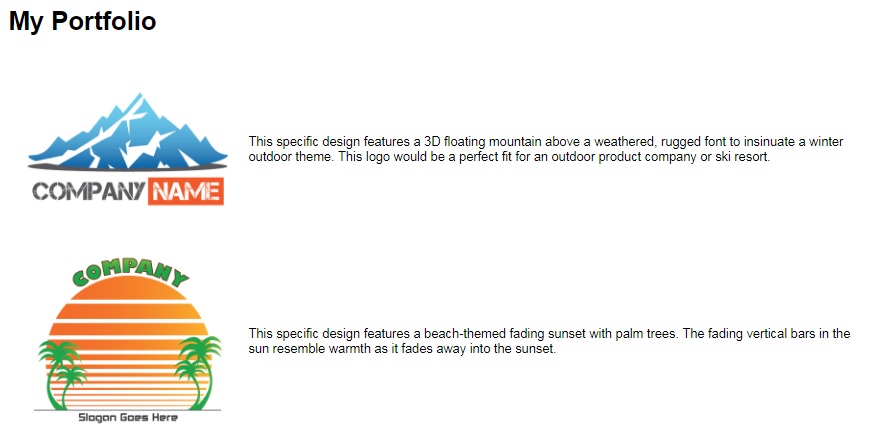 My Portfolio
This specific design features a 3D floating mountain above a weathered, rugged font to insinuate a winter
outdoor theme. This logo would be a perfect fit for an outdoor product company or ski resort.
COMPANY NAME
COMPANY
This specific design features a beach-themed fading sunset with palm trees. The fading vertical bars in the
sun resemble warmth as it fades away into the sunset.
Slogan Goes Here